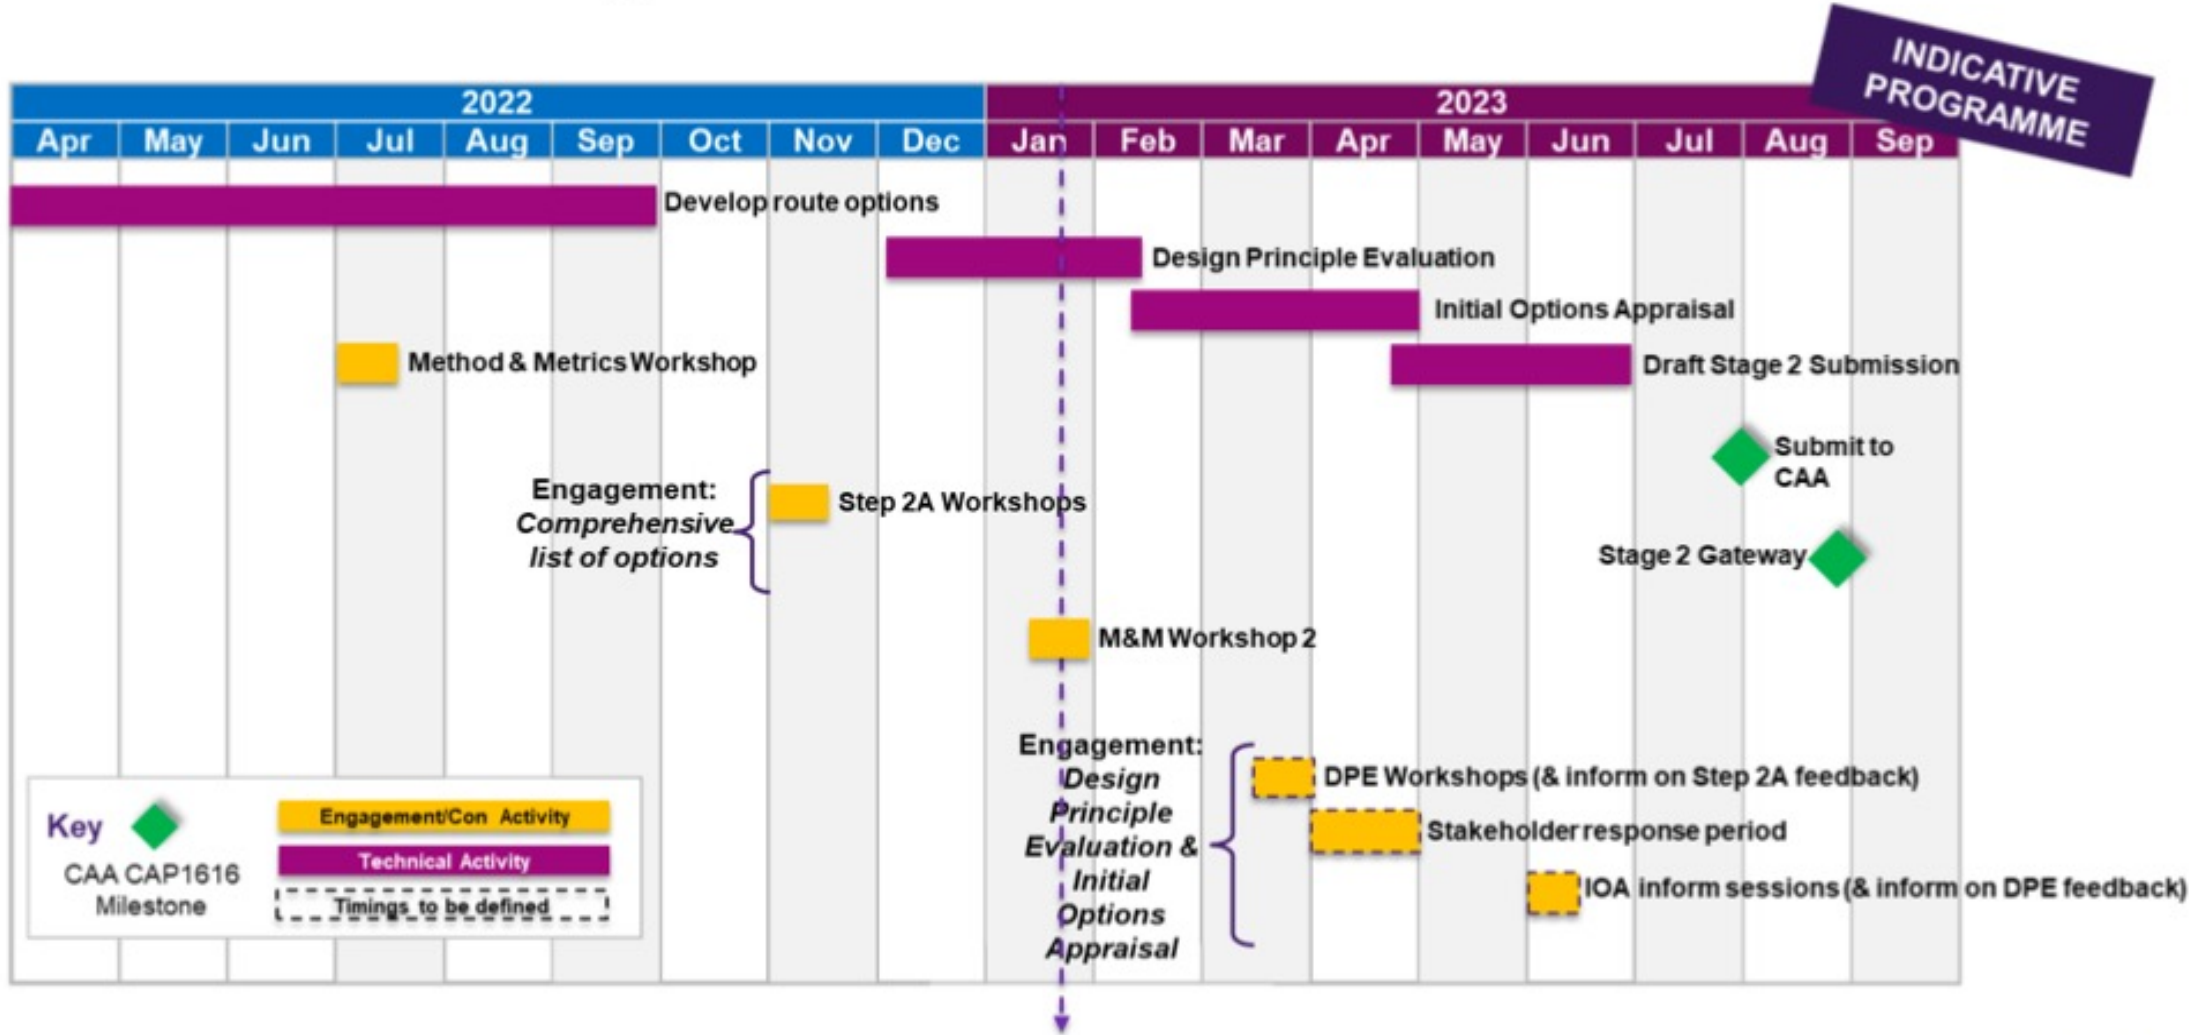 INDICATIVE
PROGRAMME
2022 2023
Apr May Jun Jul Aug Sep Oct Nov Dec Jan Feb Mar Apr May Jun Jul Aug Sep
Develop route options
Design Principle Evaluation
Initial Options Appraisal
Method & Metrics Workshop
Draft Stage 2 Submission
Submit to
CAA
Engagement:
Comprehensive
list of options
Step 2A Workshops
Stage 2 Gateway
M&M Workshop 2
Engagement:
Design
Principle
Evaluation &
Initial
Options
Appraisal
DPE Workshops (& inform on Step 2A feedback)
Stakeholder response period
IOA inform sessions (& inform on DPE feedback)
Key
CAA CAP1616
Milestone
Engagement/Con Activity
Technical Activity
Timings to be defined